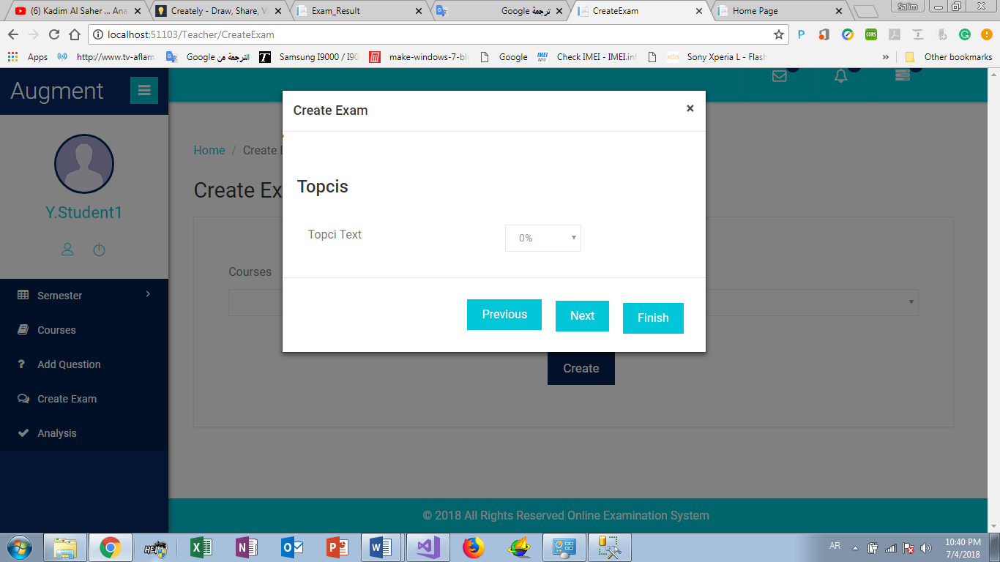 (6) Kadim Al Saher ... Ana
Creately - Draw, Share, V
Exam_Result
ترجمة Google
CreateExam
Home Page
Salim
localhost:51103/Teacher/CreateExam
Apps
http://www.tv-aflam
الترجمة من Google
Samsung I9000 / I90
make-windows-7-blu
Google
Check IMEI - IMEI.inf
Sony Xperia L - Flash
Other bookmarks
Augment
Create Exam
×
Home / Create E
Topcis
Create Ex
Y.Student1
Topci Text
0%
Courses
Semester
Previous
Next
Finish
Courses
Add Question
Create
Create Exam
Analysis
© 2018 All Rights Reserved Online Examination System
AR
10:40 PM
7/4/2018